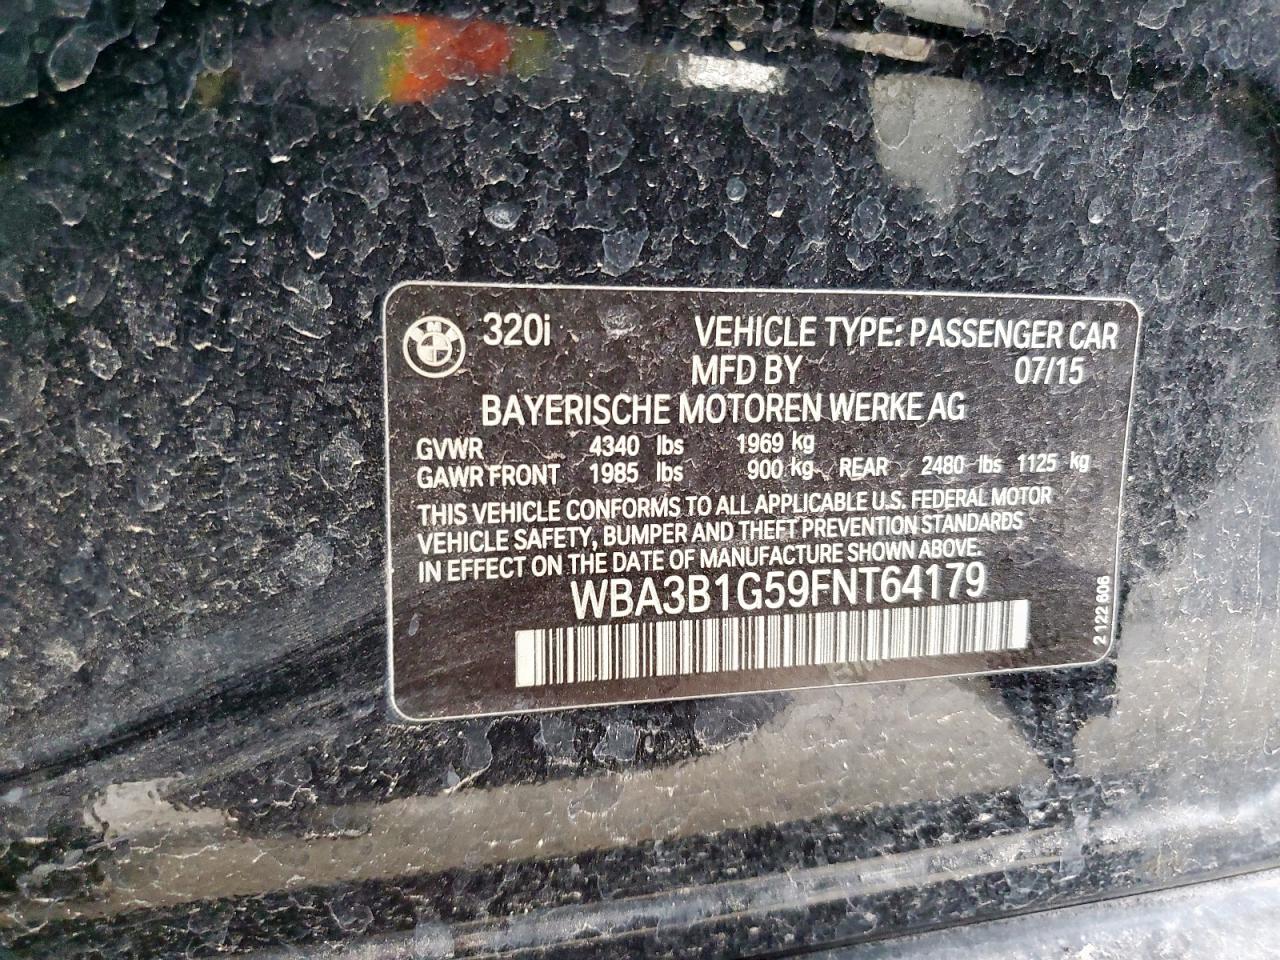 BMW
320i VEHICLE TYPE: PASSENGER CAR
MFD BY 07/15
BAYERISCHE MOTOREN WERKE AG
GVWR 4340 lbs 1969 kg
GAWR FRONT 1985 lbs 900 kg REAR 2480 lbs 1125 kg
THIS VEHICLE CONFORMS TO ALL APPLICABLE U.S. FEDERAL MOTOR
VEHICLE SAFETY, BUMPER AND THEFT PREVENTION STANDARDS
IN EFFECT ON THE DATE OF MANUFACTURE SHOWN ABOVE:
WBA3B1G59FNT64179
2 122 606